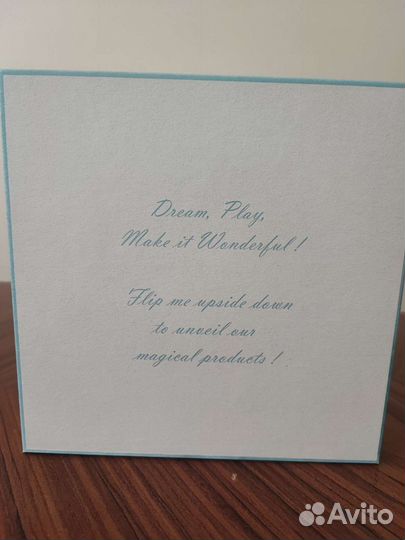 Dream, Play,
Make it Wonderful!
Flip me upside down
to unveil our
magical products!
Avito